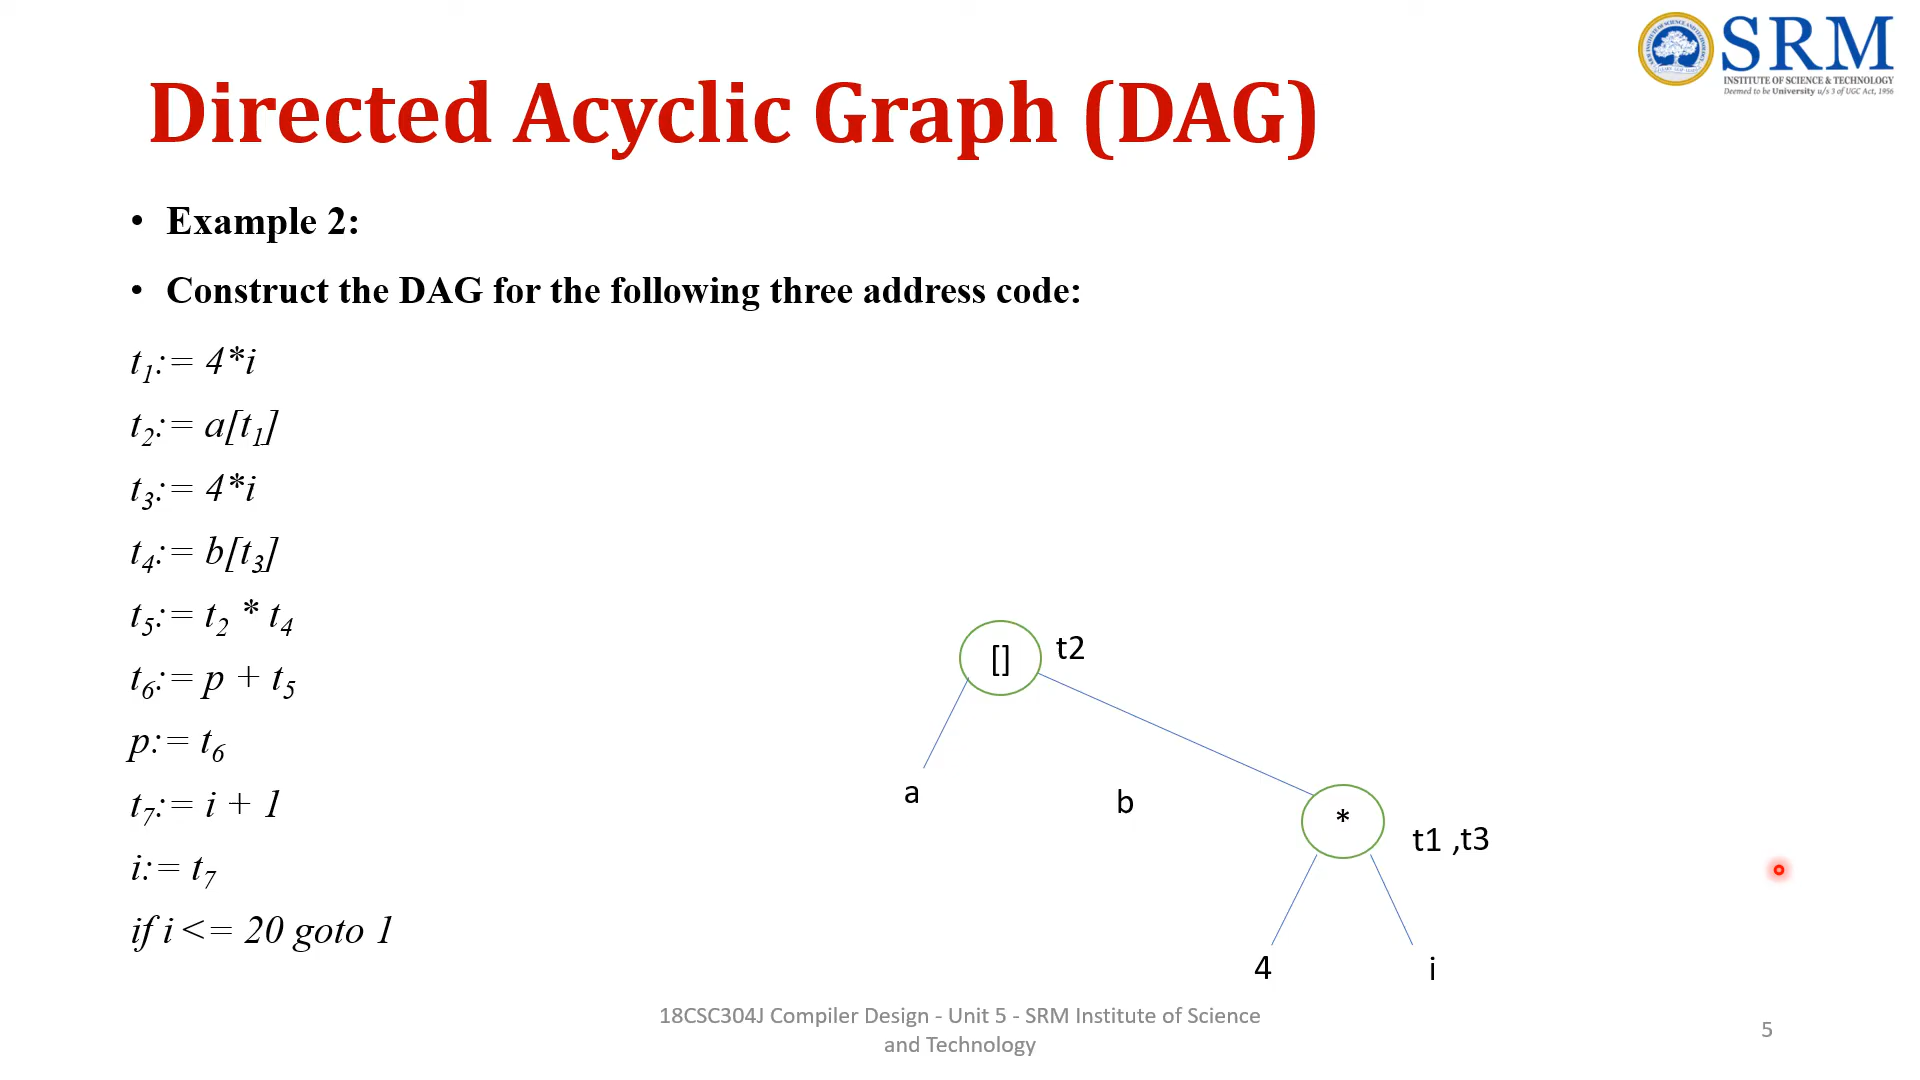 SRM
INSTITUTE OF SCIENCE & TECHNOLOGY
Deemed to be University u/s 3 of UGC Act, 1956
Directed Acyclic Graph (DAG)
• Example 2:
• Construct the DAG for the following three address code:
t1:= 4*i
t2:= a[t1]
t3:= 4*i
t4:= b[t3]
t5:= t2 * t4
t6:= p + t5
p:= t6
t7:= i + 1
i:= t7
if i <= 20 goto 1
[] t2
a b
* t1 ,t3
4 i
18CSC304J Compiler Design - Unit 5 - SRM Institute of Science
and Technology
5